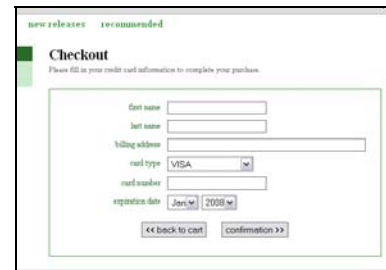 new releases recommended
Checkout
Please fill in your credit card information to complete your purchase.
first name
last name
billing address
card type VISA
card number
expiration date Jan 2008
<< back to cart confirmation >>